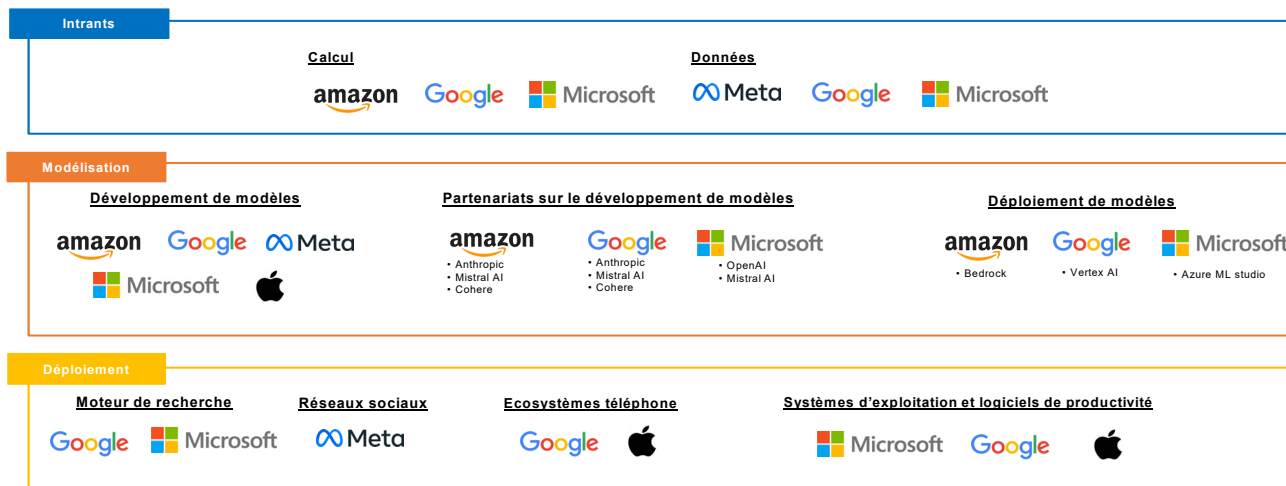 Intrants
Calcul
Données
amazon Google Microsoft Meta Google Microsoft
Modélisation
Développement de modèles
amazon Google Meta
Microsoft
Partenariats sur le développement de modèles
amazon
• Anthropic
• Mistral AI
• Cohere
Google
• Anthropic
• Mistral AI
• Cohere
Microsoft
• OpenAI
• Mistral AI
Déploiement de modèles
amazon
• Bedrock
Google
• Vertex AI
Microsoft
• Azure ML studio
Déploiement
Moteur de recherche
Google Microsoft
Réseaux sociaux
Meta
Ecosystèmes téléphone
Google
Systèmes d'exploitation et logiciels de productivité
Microsoft Google